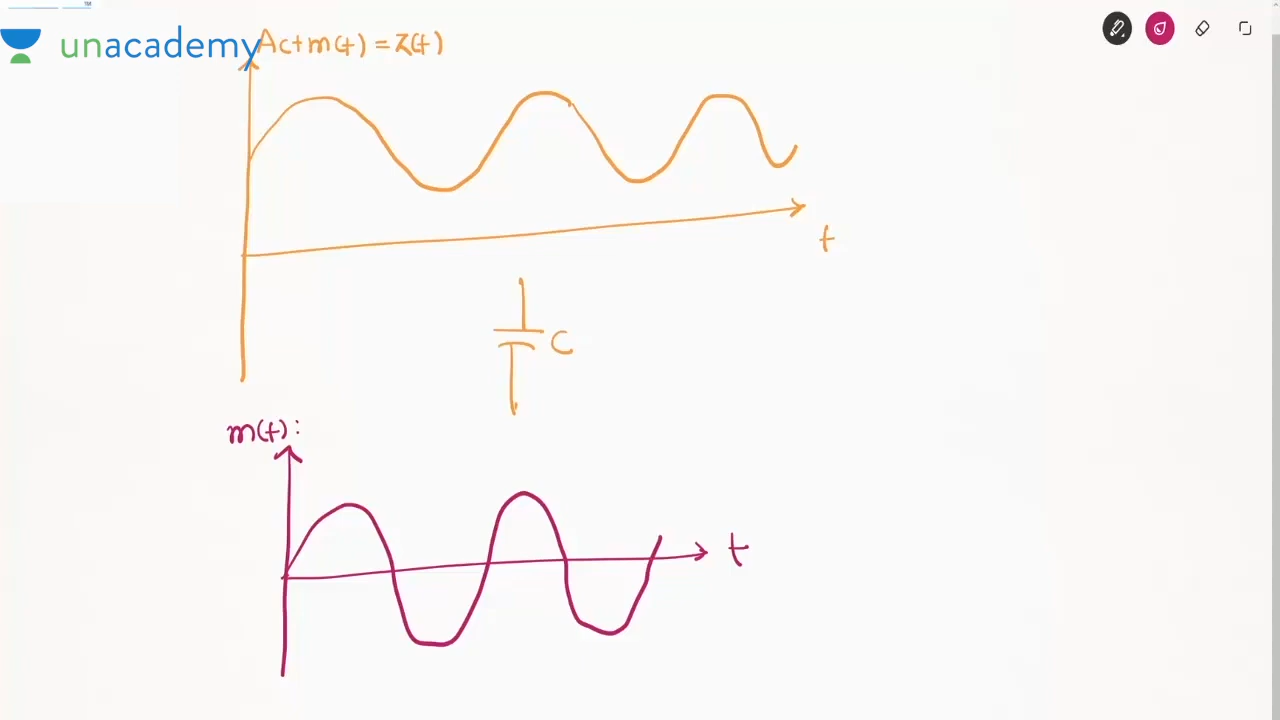 unacademy
Ac+m(t) = z(t)
t
C
m(t):
t